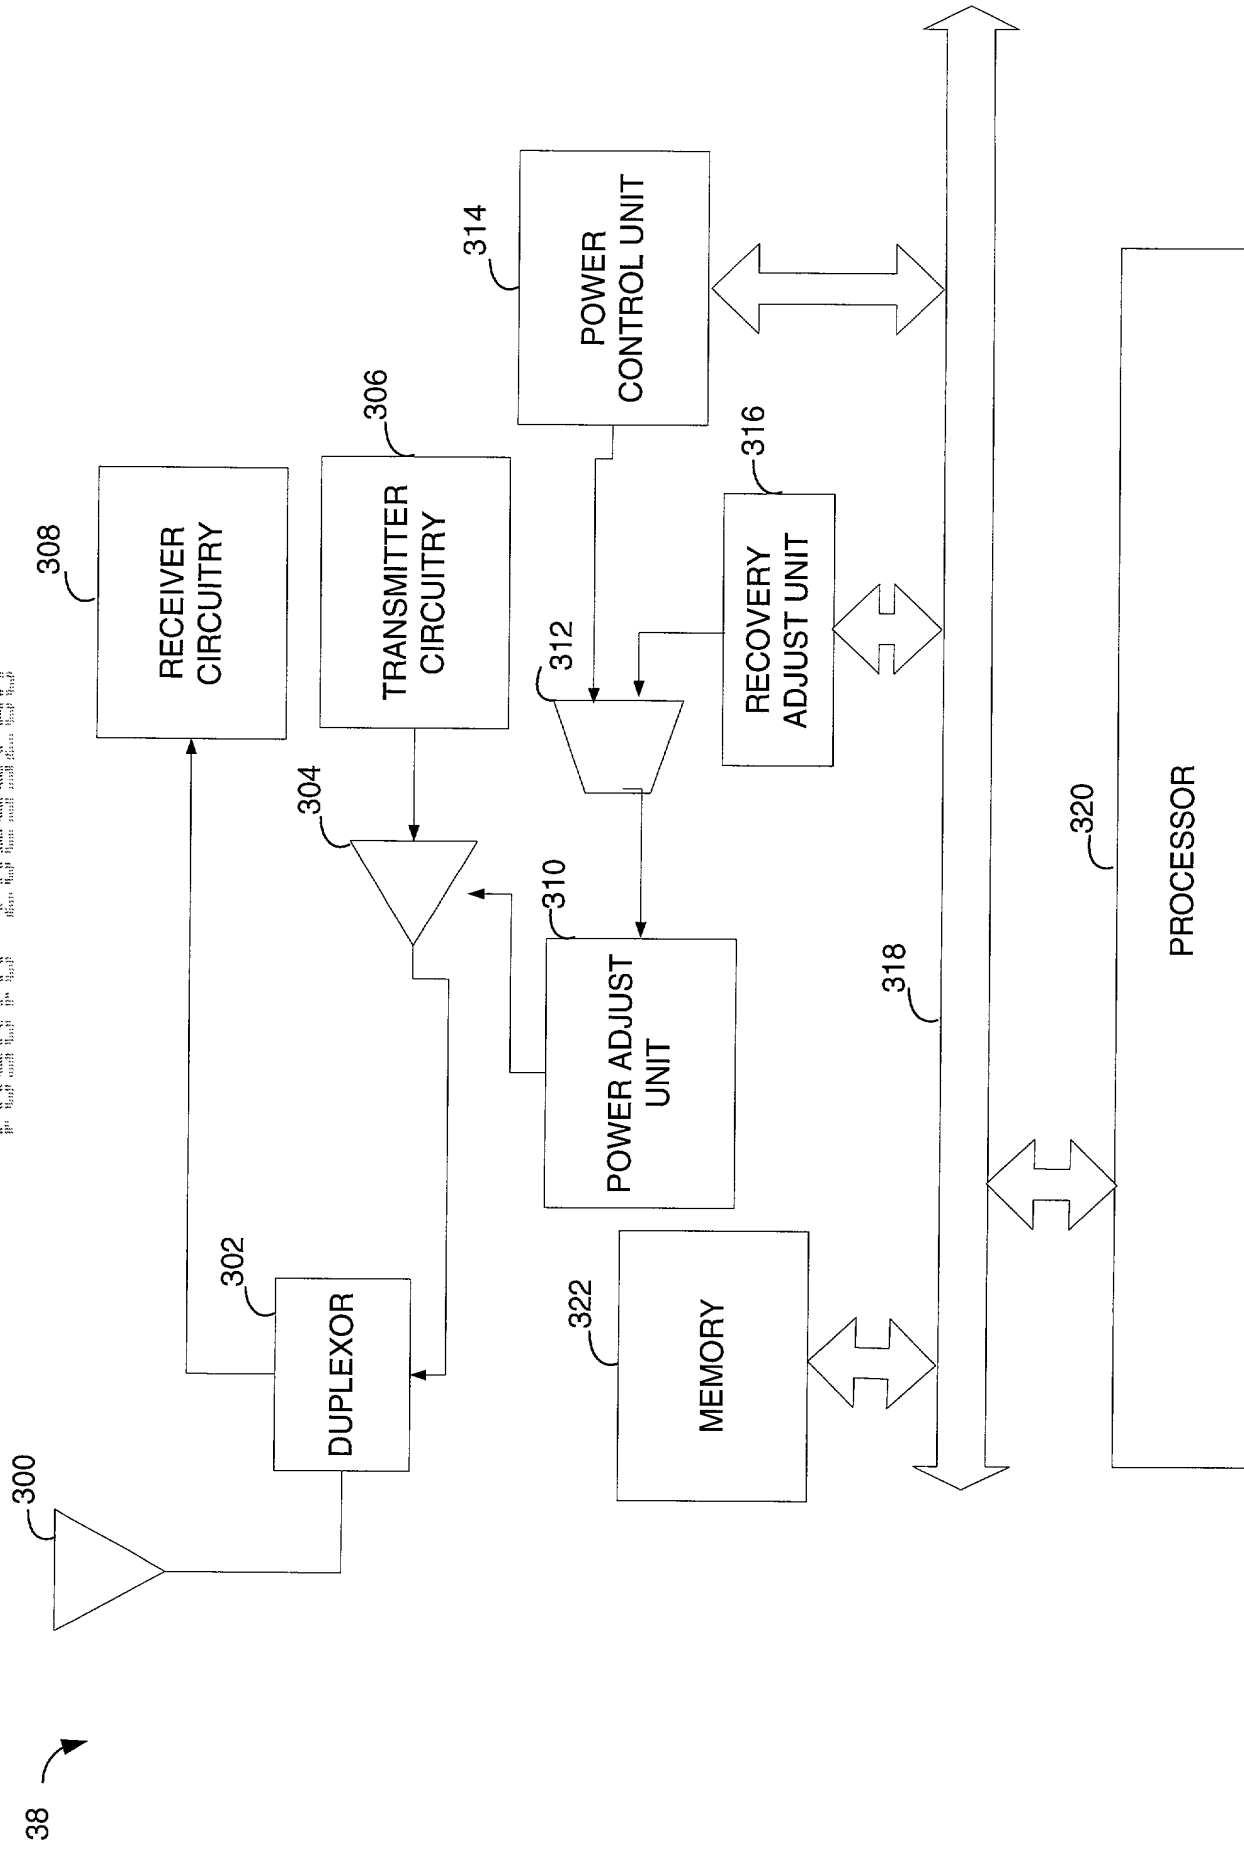 38
300
302
DUPLEXOR
308
RECEIVER
CIRCUITRY
304
306
TRANSMITTER
CIRCUITRY
310
POWER ADJUST
UNIT
312
314
POWER
CONTROL UNIT
316
RECOVERY
ADJUST UNIT
322
MEMORY
318
320
PROCESSOR